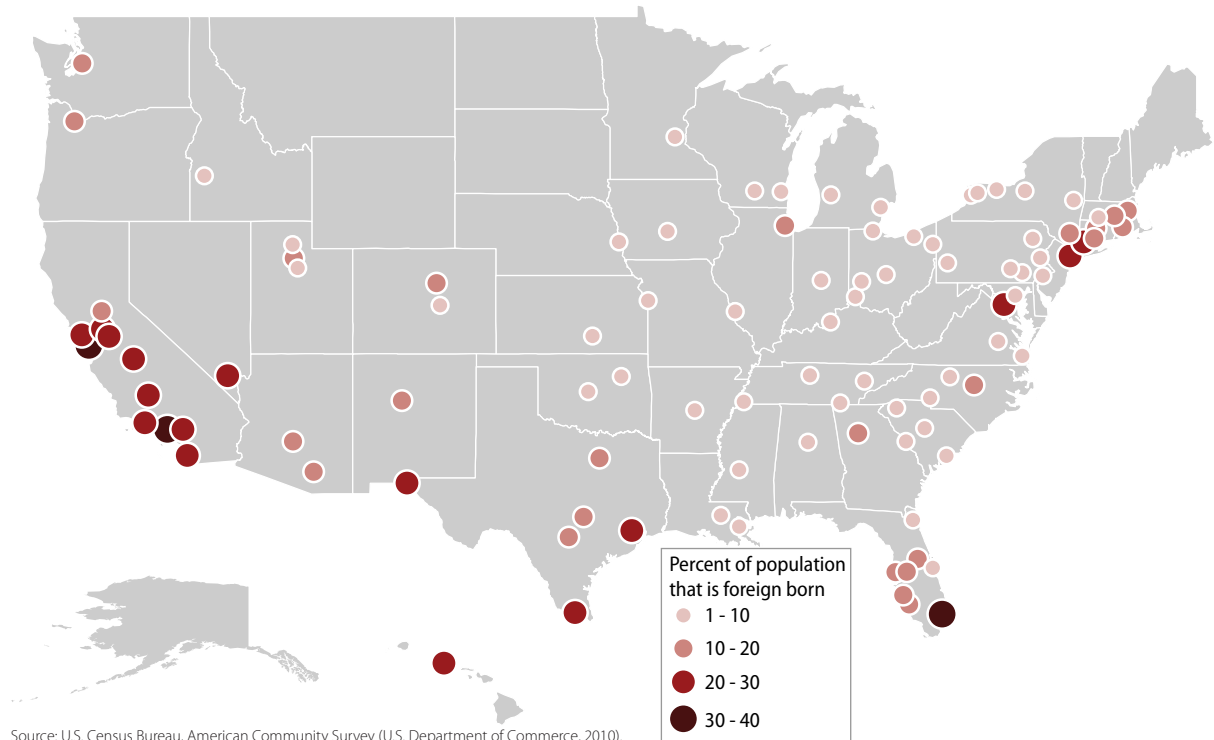 Percent of population
that is foreign born
1 - 10
10 - 20
20 - 30
30 - 40
Source: U.S. Census Bureau, American Community Survey (U.S. Department of Commerce, 2010).